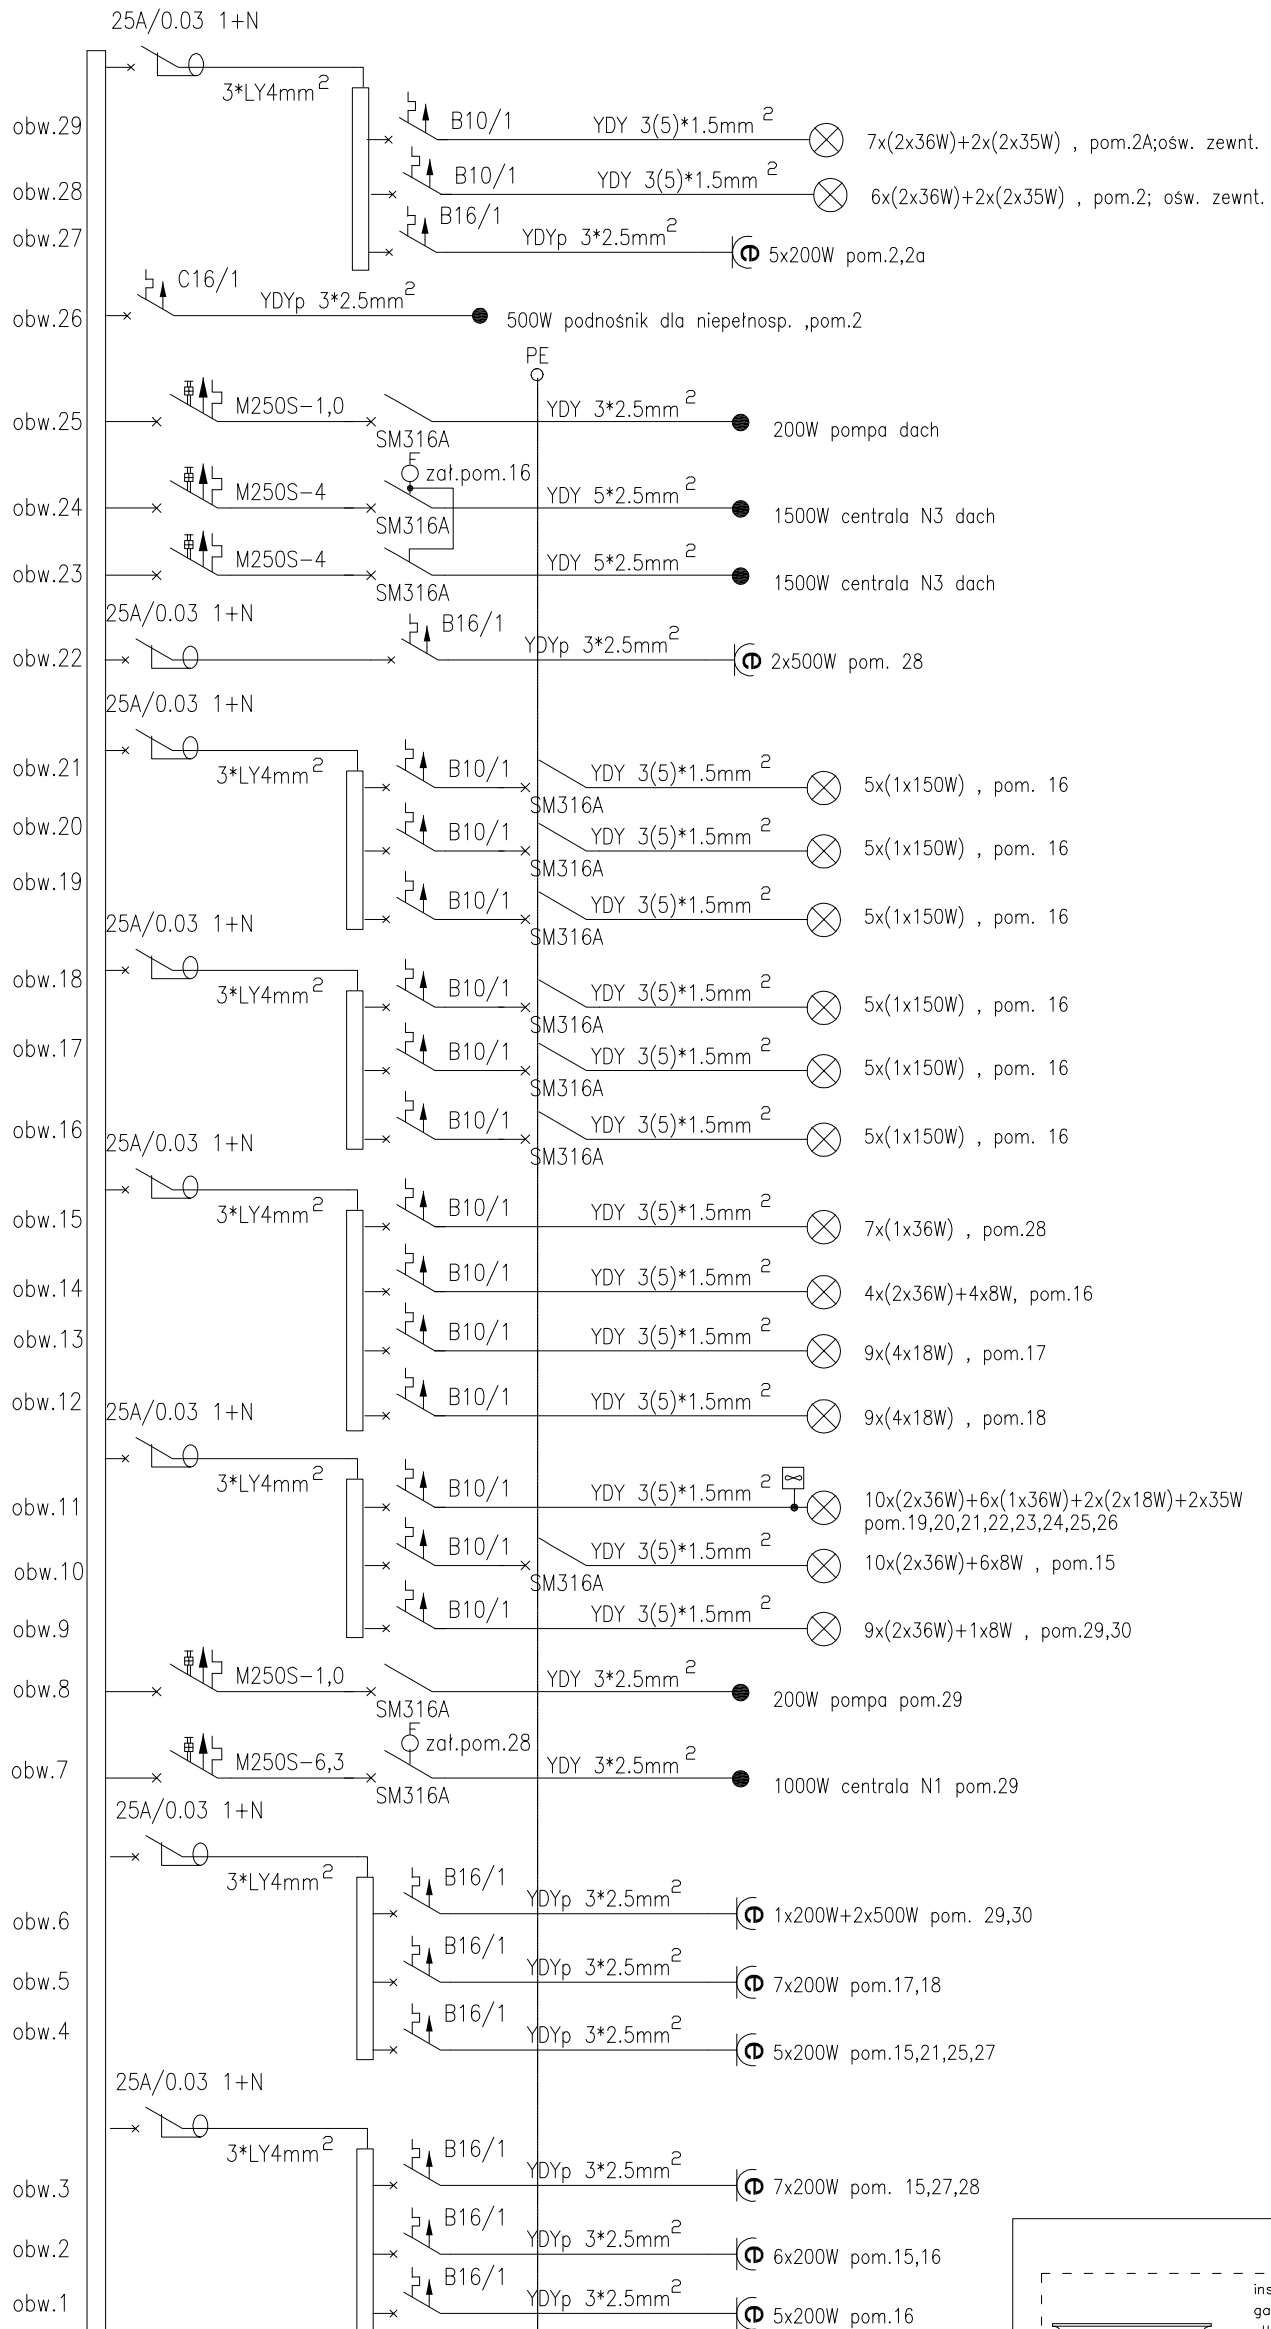 25A/0.03 1+N
3*LY4mm2
obw.29 B10/1 YDY 3(5)*1.5mm 2 7x(2x36W)+2x(2x35W) , pom.2A;ośw. zewnt.
obw.28 B10/1 YDY 3(5)*1.5mm 2 6x(2x36W)+2x(2x35W) , pom.2; ośw. zewnt.
obw.27 B16/1 YDYp 3*2.5mm2 e 5x200W pom.2,2a
obw.26 C16/1 YDYp 3*2.5mm2 500W podnośnik dla niepełnosp. ,pom.2
PE
obw.25 M250S-1,0 SM316A YDY 3*2.5mm 2 200W pompa dach
zał.pom.16
obw.24 M250S-4 SM316A YDY 5*2.5mm 2 1500W centrala N3 dach
obw.23 M250S-4 SM316A YDY 5*2.5mm 2 1500W centrala N3 dach
25A/0.03 1+N
obw.22 B16/1 YDYp 3*2.5mm2 e 2x500W pom. 28
25A/0.03 1+N
3*LY4mm2
obw.21 B10/1 SM316A YDY 3(5)*1.5mm 2 5x(1x150W) , pom. 16
obw.20 B10/1 SM316A YDY 3(5)*1.5mm 2 5x(1x150W) , pom. 16
obw.19 B10/1 SM316A YDY 3(5)*1.5mm 2 5x(1x150W) , pom. 16
25A/0.03 1+N
3*LY4mm2
obw.18 B10/1 SM316A YDY 3(5)*1.5mm 2 5x(1x150W) , pom. 16
obw.17 B10/1 SM316A YDY 3(5)*1.5mm 2 5x(1x150W) , pom. 16
obw.16 B10/1 SM316A YDY 3(5)*1.5mm 2 5x(1x150W) , pom. 16
25A/0.03 1+N
3*LY4mm2
obw.15 B10/1 YDY 3(5)*1.5mm 2 7x(1x36W) , pom.28
obw.14 B10/1 YDY 3(5)*1.5mm 2 4x(2x36W)+4x8W, pom.16
obw.13 B10/1 YDY 3(5)*1.5mm 2 9x(4x18W) , pom.17
obw.12 B10/1 YDY 3(5)*1.5mm 2 9x(4x18W) , pom.18
25A/0.03 1+N
3*LY4mm2
obw.11 B10/1 YDY 3(5)*1.5mm 2 10x(2x36W)+6x(1x36W)+2x(2x18W)+2x35W
pom.19,20,21,22,23,24,25,26
obw.10 B10/1 SM316A YDY 3(5)*1.5mm 2 10x(2x36W)+6x8W , pom.15
obw.9 B10/1 YDY 3(5)*1.5mm 2 9x(2x36W)+1x8W , pom.29,30
obw.8 M250S-1,0 SM316A YDY 3*2.5mm 2 200W pompa pom.29
zał.pom.28
obw.7 M250S-6,3 SM316A YDY 3*2.5mm 2 1000W centrala N1 pom.29
25A/0.03 1+N
3*LY4mm2
obw.6 B16/1 YDYp 3*2.5mm2 e 1x200W+2x500W pom. 29,30
obw.5 B16/1 YDYp 3*2.5mm2 e 7x200W pom.17,18
obw.4 B16/1 YDYp 3*2.5mm2 e 5x200W pom.15,21,25,27
25A/0.03 1+N
3*LY4mm2
obw.3 B16/1 YDYp 3*2.5mm2 e 7x200W pom. 15,27,28
obw.2 B16/1 YDYp 3*2.5mm2 e 6x200W pom.15,16
obw.1 B16/1 YDYp 3*2.5mm2 e 5x200W pom.16
ins
ga